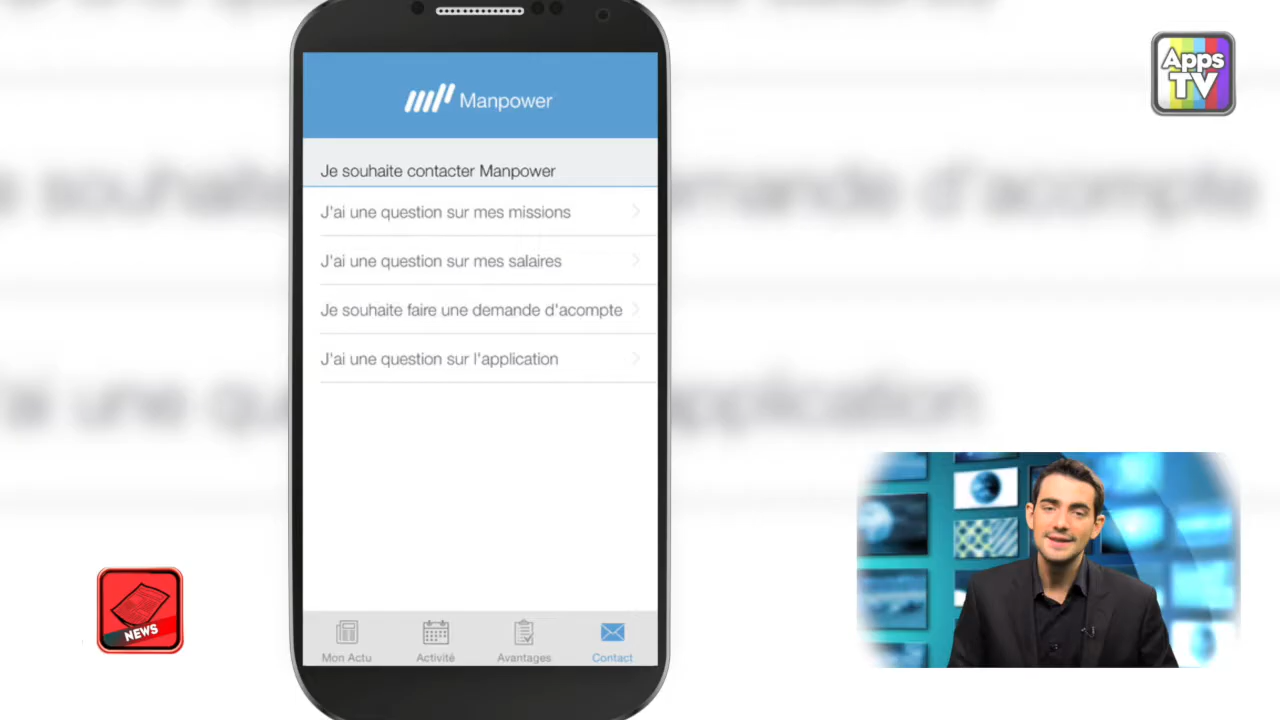 Apps
TV
Manpower
Je souhaite contacter Manpower
J'ai une question sur mes missions
J'ai une question sur mes salaires
Je souhaite faire une demande d'acompte
J'ai une question sur l'application
Mon Actu
Activité
Avantages
Contact
NEWS